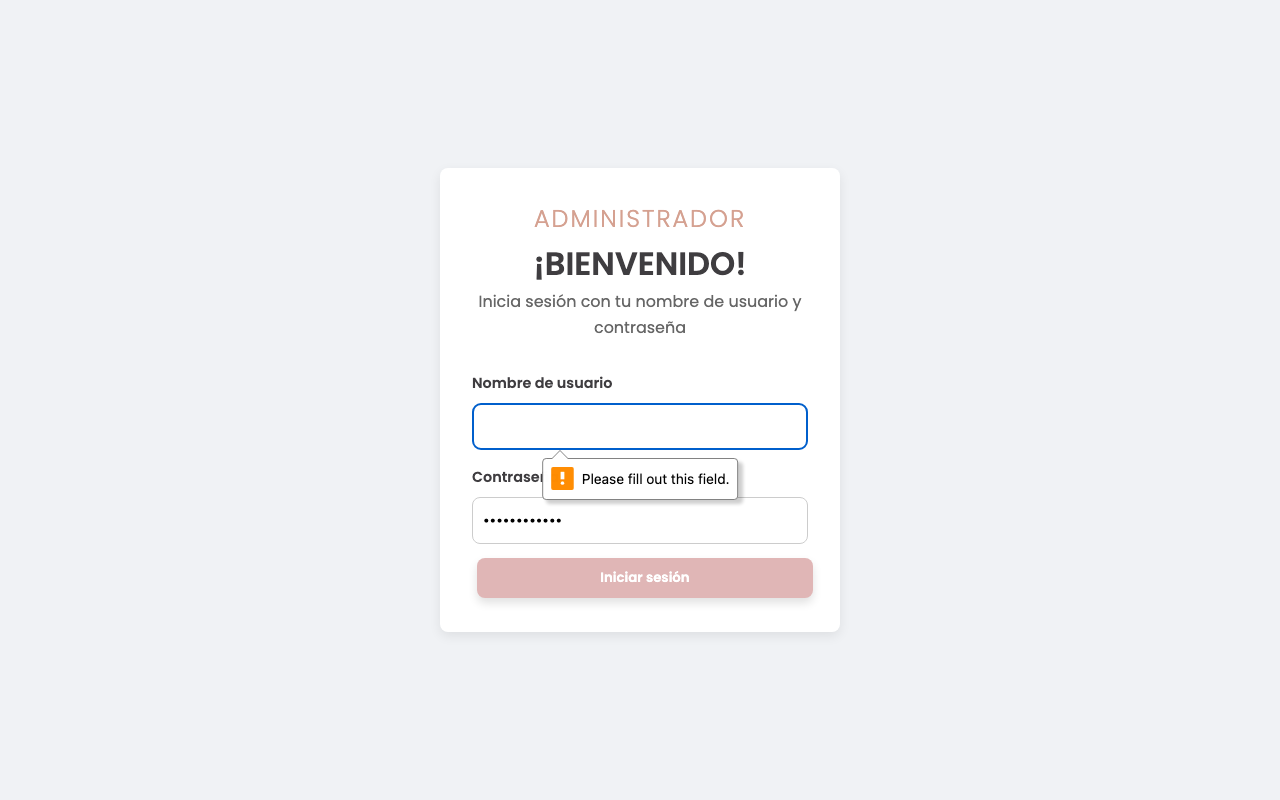 ADMINISTRADOR
¡BIENVENIDO!
Inicia sesión con tu nombre de usuario y
contraseña
Nombre de usuario
Please fill out this field.
••••••••••••
Iniciar sesión